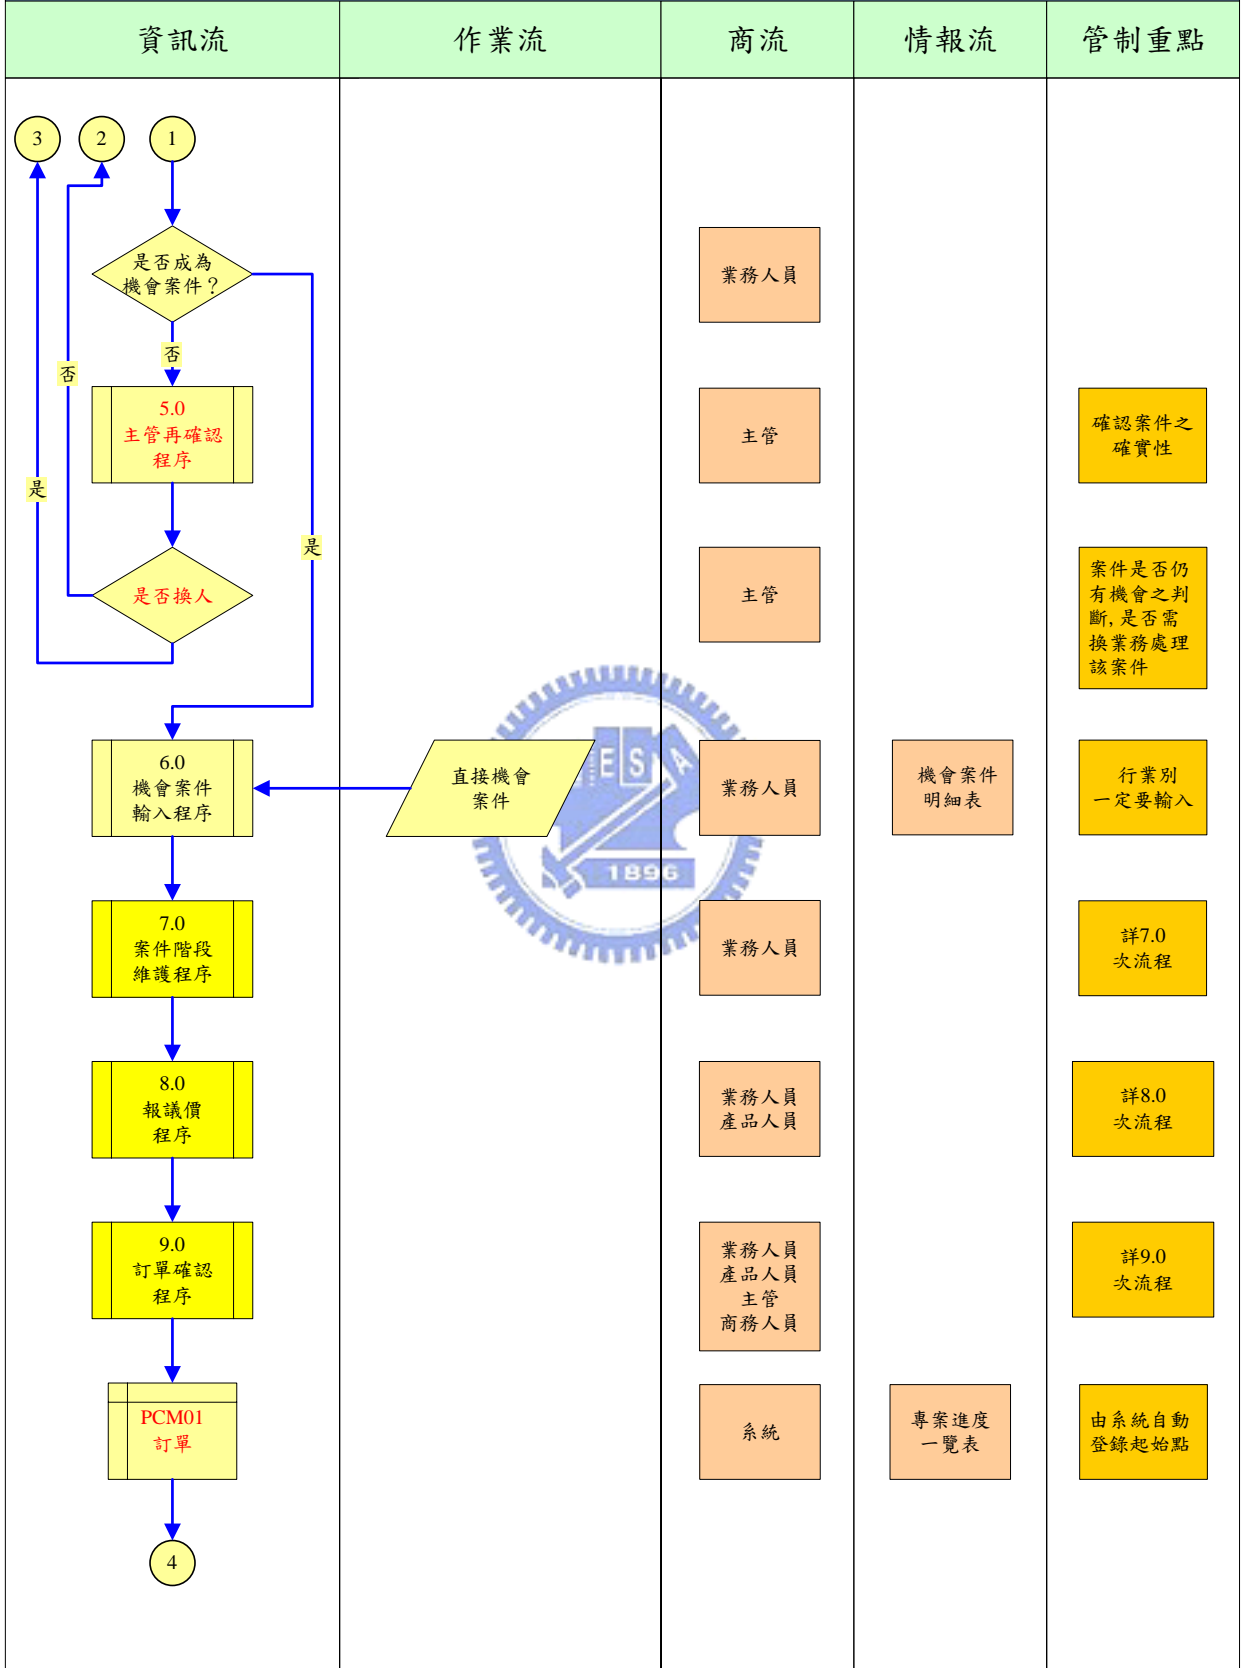 資訊流
作業流
商流
情報流
管制重點
3
2
1
是否成為
機會案件?
業務人員
否
否
5.0
主管再確認
程序
主管
確認案件之
確實性
是
是
是否換人
主管
案件是否仍
有機會之判
斷,是否需
換業務處理
該案件
6.0
機會案件
輸入程序
直接機會
案件
業務人員
機會案件
明細表
行業別
一定要輸入
ESA
1896
7.0
案件階段
維護程序
業務人員
詳7.0
次流程
8.0
報議價
程序
業務人員
產品人員
詳8.0
次流程
9.0
訂單確認
程序
業務人員
產品人員
主管
商務人員
詳9.0
次流程
PCM01
訂單
系統
專案進度
一覽表
由系統自動
登錄起始點
4